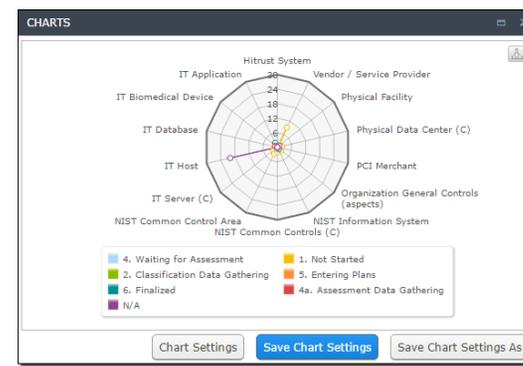 CHARTS
Hitrust System
IT Application
Vendor / Service Provider
IT Biomedical Device
Physical Facility
IT Database
Physical Data Center (C)
IT Host
PCI Merchant
IT Server (C)
Organization General Controls
(aspects)
NIST Common Control Area
NIST Information System
NIST Common Controls (C)
30
24
18
12
6
4. Waiting for Assessment
1. Not Started
2. Classification Data Gathering
5. Entering Plans
6. Finalized
4a. Assessment Data Gathering
N/A
Chart Settings
Save Chart Settings
Save Chart Settings As